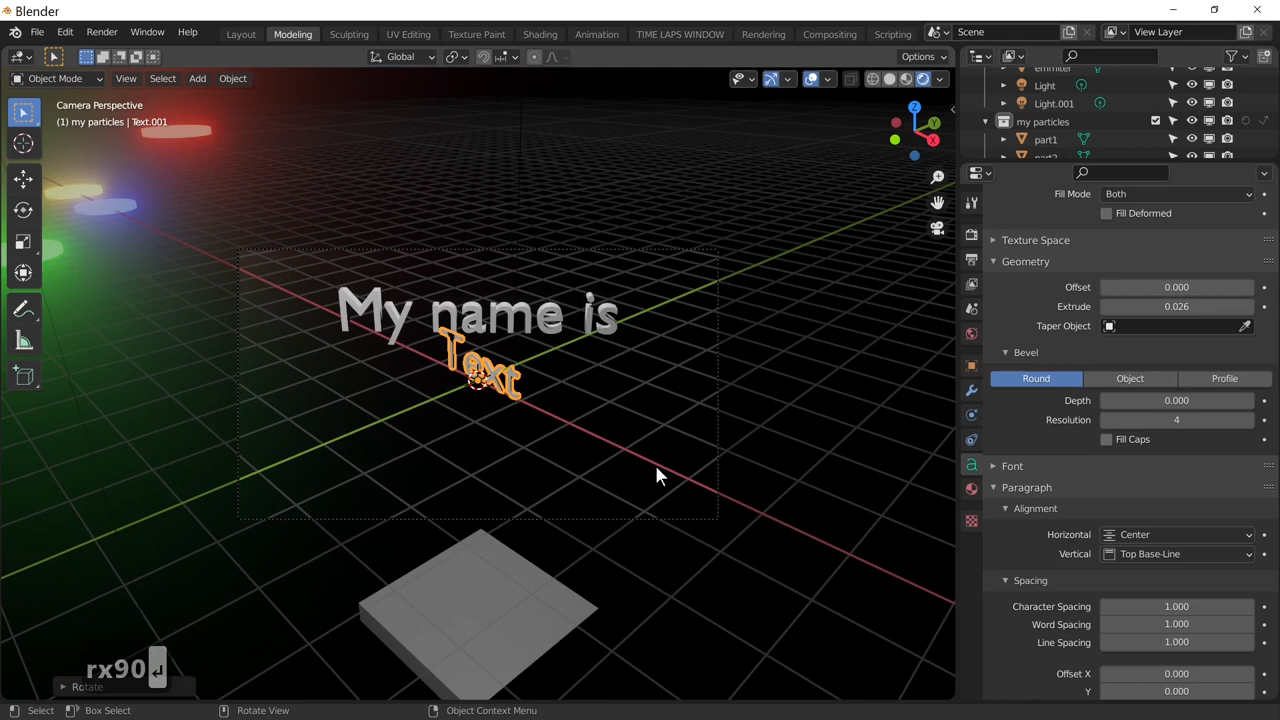 Blender
File Edit Render Window Help
Layout Modeling Sculpting UV Editing Texture Paint Shading Animation TIME LAPS WINDOW Rendering Compositing Scripting
Scene
View Layer
Global
Options
Object Mode View Select Add Object
Camera Perspective
(1) my particles | Text.001
Z
Y
X
My name is
Text
rx90
Rotate
emmiter
Light
Light.001
my particles
part1
part2
Fill Mode Both
Fill Deformed
Texture Space
Geometry
Offset 0.000
Extrude 0.026
Taper Object
Bevel
Round Object Profile
Depth 0.000
Resolution 4
Fill Caps
Font
Paragraph
Alignment
Horizontal Center
Vertical Top Base-Line
Spacing
Character Spacing 1.000
Word Spacing 1.000
Line Spacing 1.000
Offset X 0.000
Y 0.000
Select Box Select Rotate View Object Context Menu